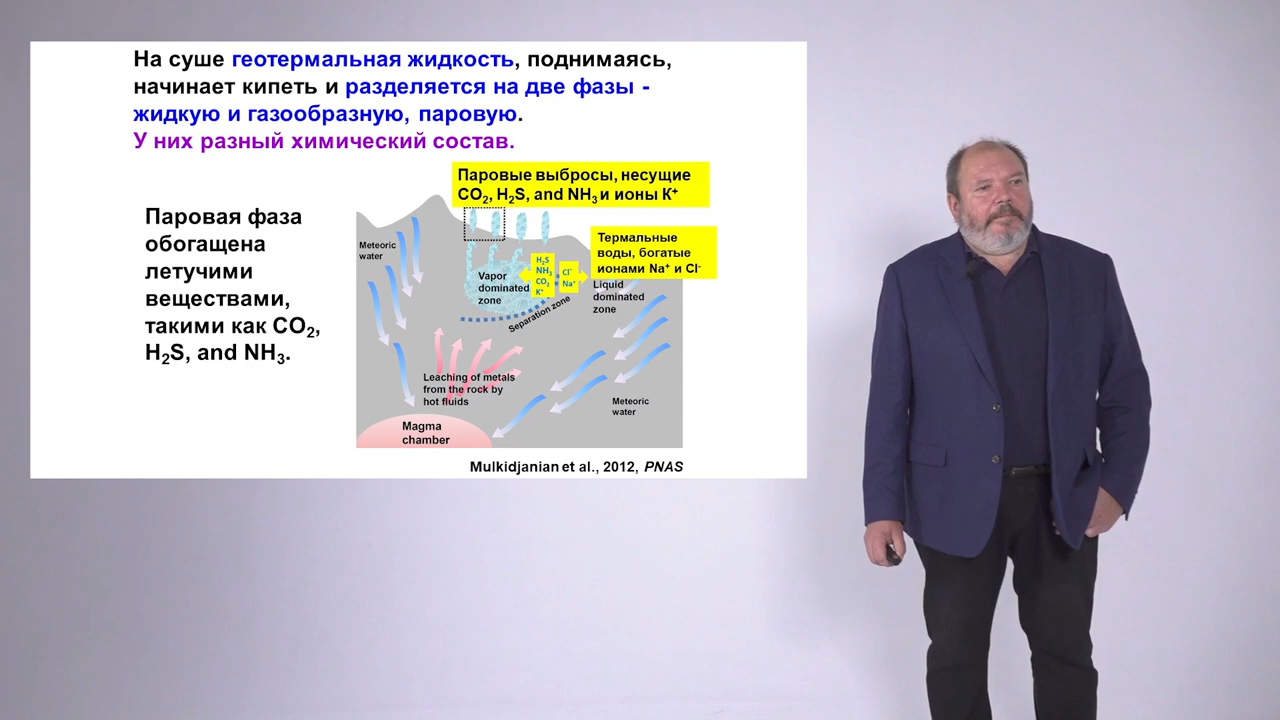 На суше геотермальная жидкость, поднимаясь,
начинает кипеть и разделяется на две фазы -
жидкую и газообразную, паровую.
У них разный химический состав.
Паровые выбросы, несущие
CO₂, H₂S, and NH₃ и ионы К⁺
Паровая фаза
обогащена
летучими
веществами,
такими как CO₂,
H₂S, and NH₃.
Термальные
воды, богатые
ионами Na⁺ и Cl⁻
Meteoric
water
H₂S
NH₃
CO₂
K⁺
Cl⁻
Na⁺
Vapor
dominated
zone
Liquid
dominated
zone
Separation zone
Leaching of metals
from the rock by
hot fluids
Meteoric
water
Magma
chamber
Mulkidjanian et al., 2012, PNAS